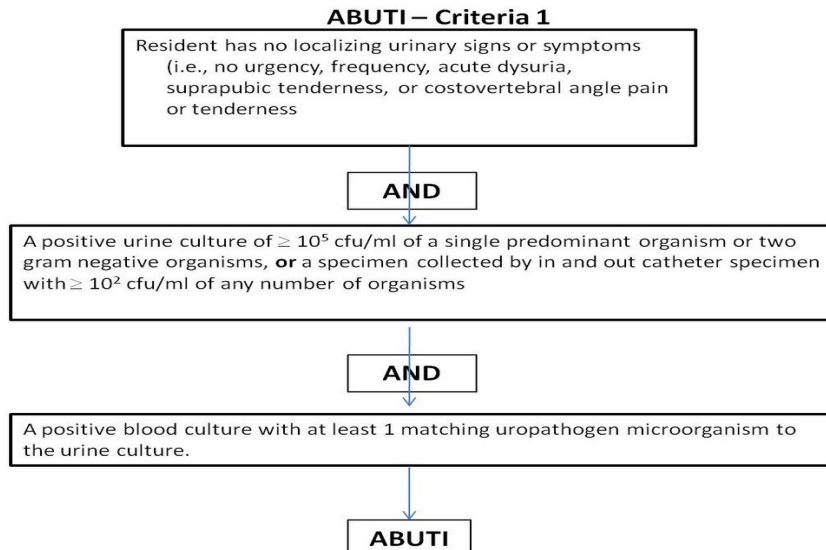 ABUTI – Criteria 1
Resident has no localizing urinary signs or symptoms
(i.e., no urgency, frequency, acute dysuria,
suprapubic tenderness, or costovertebral angle pain
or tenderness
AND
A positive urine culture of ≥ 10⁵ cfu/ml of a single predominant organism or two
gram negative organisms, or a specimen collected by in and out catheter specimen
with ≥ 10² cfu/ml of any number of organisms
AND
A positive blood culture with at least 1 matching uropathogen microorganism to
the urine culture.
ABUTI